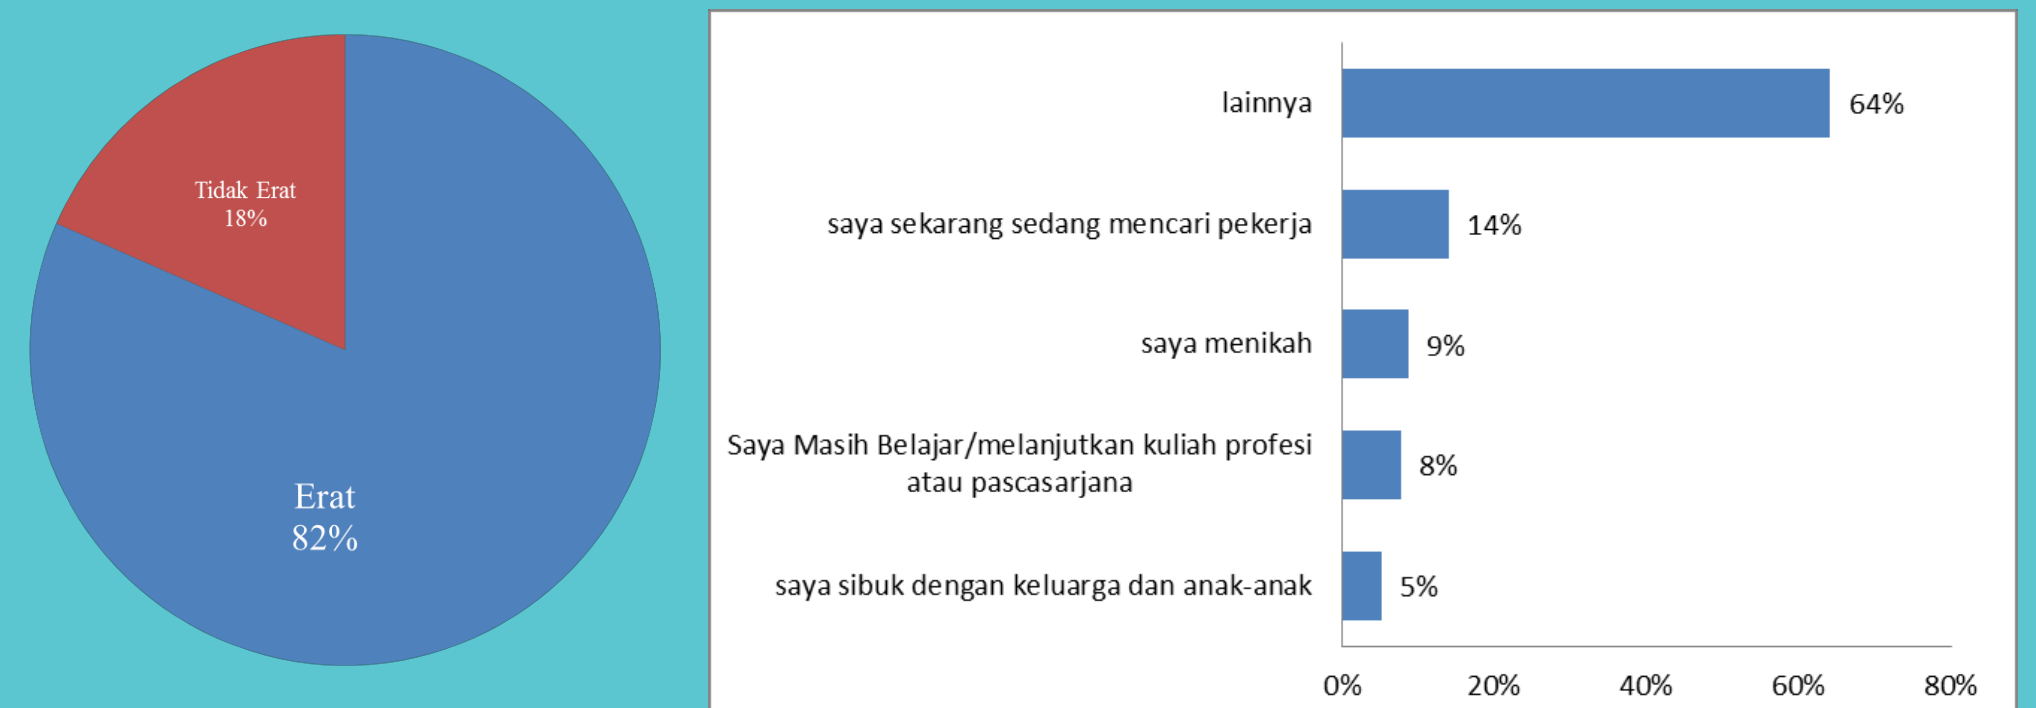 Tidak Erat
18%
Erat
82%
lainnya
64%
saya sekarang sedang mencari pekerja
14%
saya menikah
9%
Saya Masih Belajar/melanjutkan kuliah profesi
atau pascasarjana
8%
saya sibuk dengan keluarga dan anak-anak
5%
0% 20% 40% 60% 80%